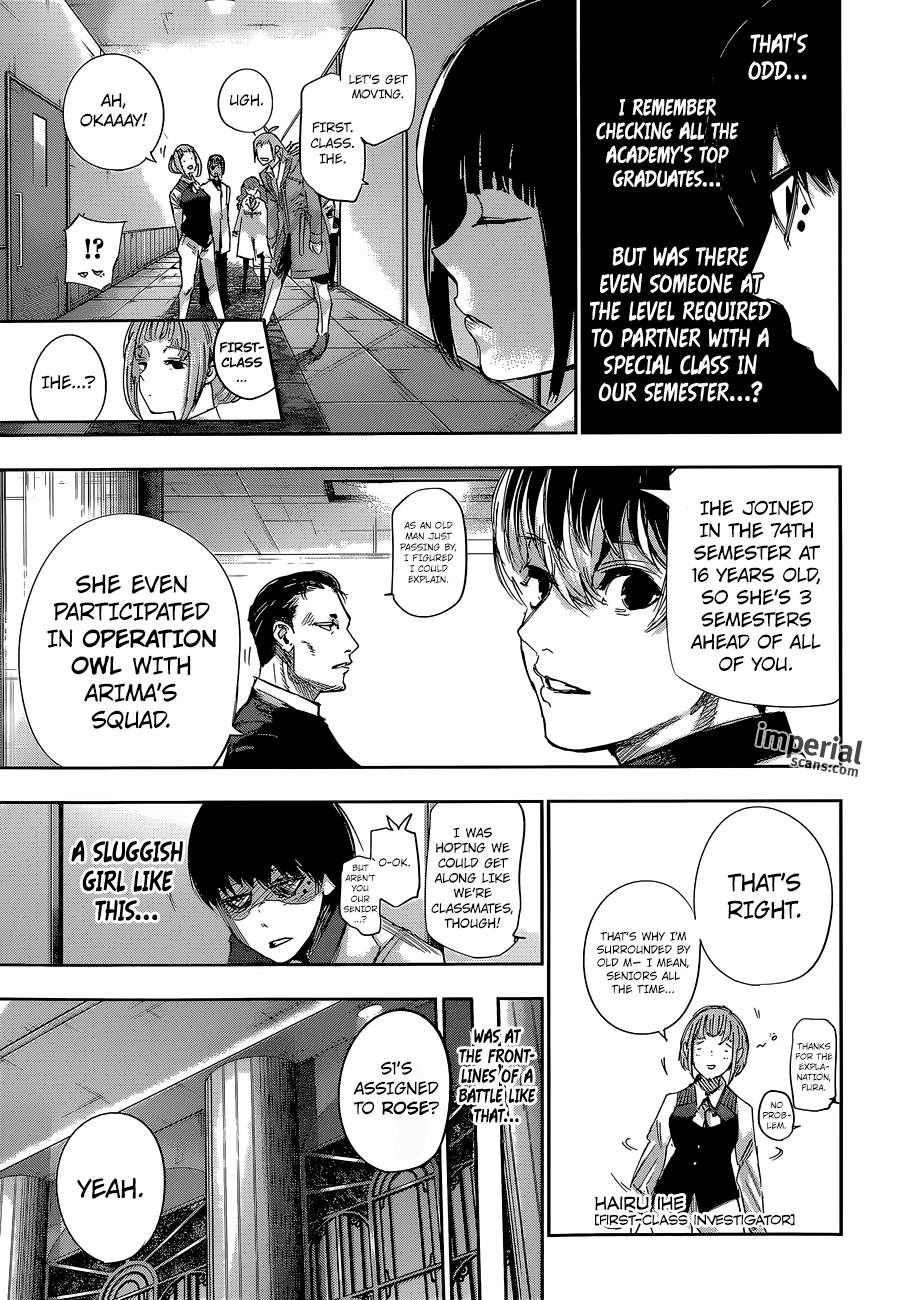 THAT'S
ODD...
I REMEMBER
CHECKING ALL THE
ACADEMY'S TOP
GRADUATES...
BUT WAS THERE
EVEN SOMEONE AT
THE LEVEL REQUIRED
TO PARTNER WITH A
SPECIAL CLASS IN
OUR SEMESTER...?
LET'S GET
MOVING.
FIRST.
CLASS.
IHE.
UGH.
AH,
OKAAAY!
!?
FIRST-
CLASS
...
IHE...?
IHE JOINED
IN THE 74TH
SEMESTER AT
16 YEARS OLD,
SO SHE'S 3
SEMESTERS
AHEAD OF ALL
OF YOU.
AS AN OLD
MAN JUST
PASSING BY,
I FIGURED
I COULD
EXPLAIN.
SHE EVEN
PARTICIPATED
IN OPERATION
OWL WITH
ARIMA'S
SQUAD.
imperial
scans.com
THAT'S
RIGHT.
THAT'S WHY I'M
SURROUNDED BY
OLD M– I MEAN,
SENIORS ALL
THE TIME...
THANKS
FOR THE
EXPLA-
NATION,
FURA.
NO
PROB-
LEM.
HAIRU IHE
[FIRST-CLASS INVESTIGATOR]
I WAS
HOPING WE
COULD GET
ALONG LIKE
WE'RE
CLASSMATES,
THOUGH!
O-OK.
BUT
AREN'T
YOU
OUR
SENIOR
...?
A SLUGGISH
GIRL LIKE
THIS...
WAS AT
THE FRONT-
LINES OF A
BATTLE LIKE
THAT...
S1'S
ASSIGNED
TO ROSE?
YEAH.